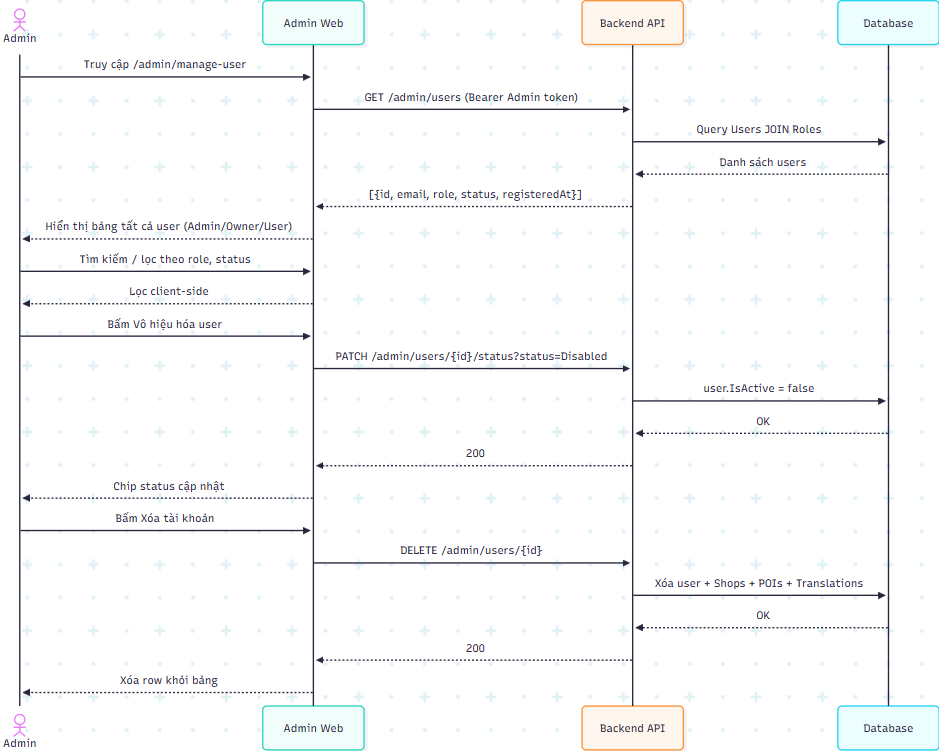 Admin
Admin Web
Backend API
Database
Truy cập /admin/manage-user
GET /admin/users (Bearer Admin token)
Query Users JOIN Roles
Danh sách users
[{id, email, role, status, registeredAt}]
Hiển thị bảng tất cả user (Admin/Owner/User)
Tìm kiếm / lọc theo role, status
Lọc client-side
Bấm Vô hiệu hóa user
PATCH /admin/users/{id}/status?status=Disabled
user.IsActive = false
OK
200
Chip status cập nhật
Bấm Xóa tài khoản
DELETE /admin/users/{id}
Xóa user + Shops + POIs + Translations
OK
200
Xóa row khỏi bảng
Admin
Admin Web
Backend API
Database